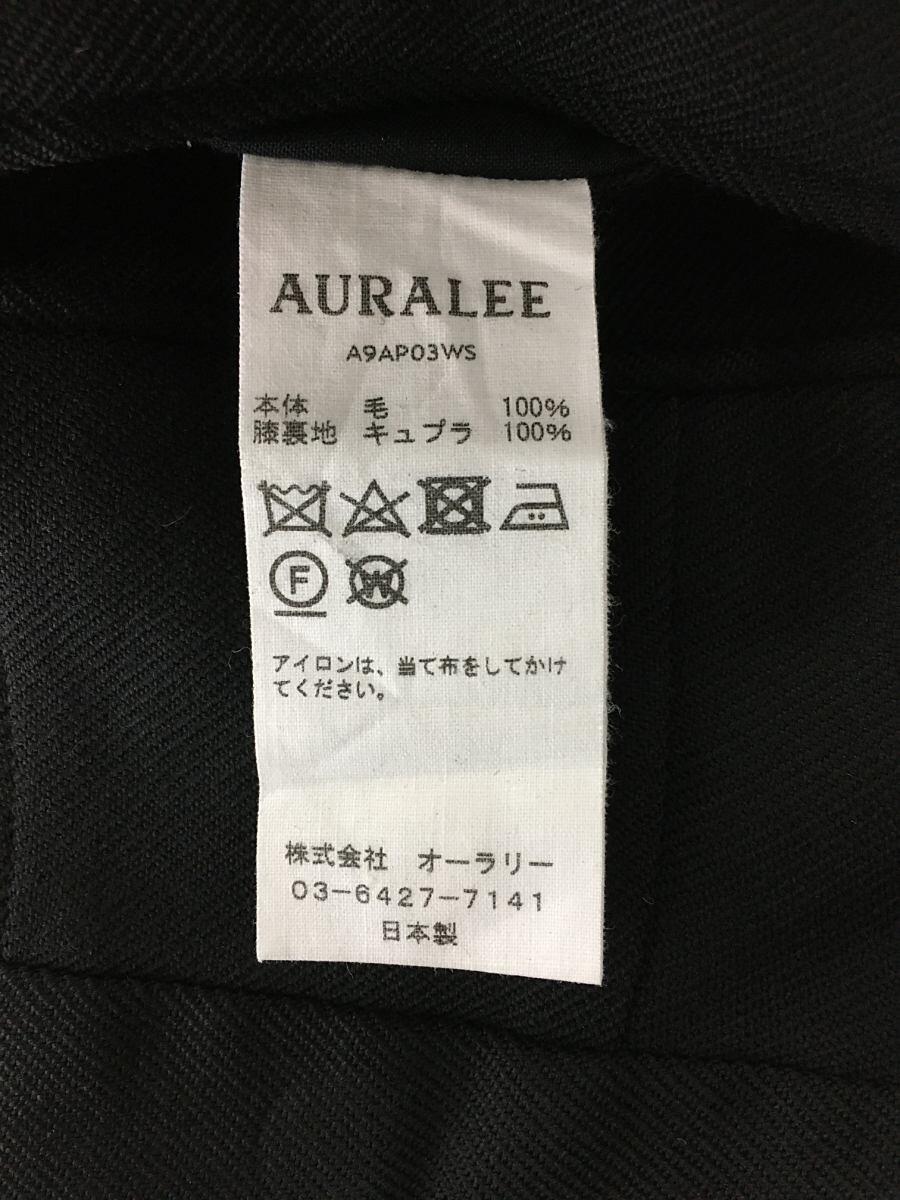 AURALEE
A9AP03WS
本体 毛 100%
膝裏地 キュプラ 100%
F W
アイロンは、当て布をしてかけ
てください。
株式会社 オーラリー
03-6427-7141
日本製